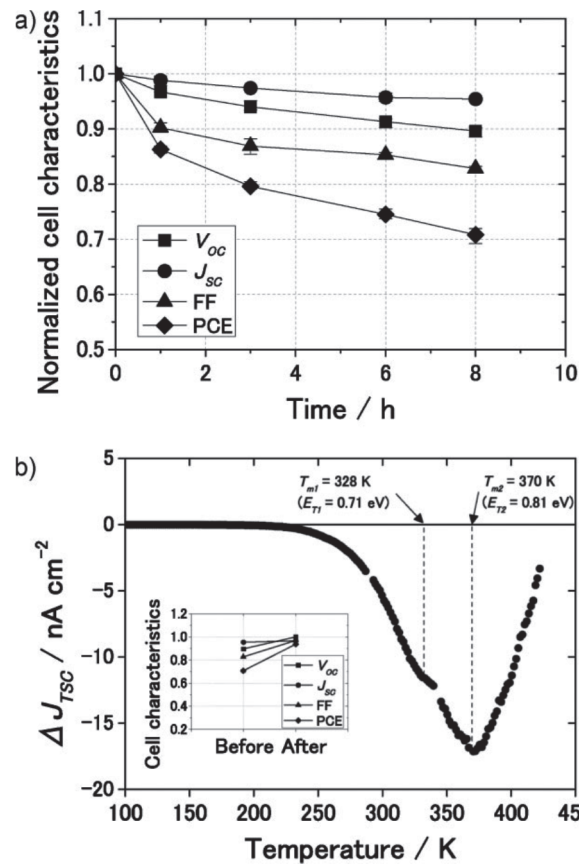 a)
1.1
1.0
0.9
0.8
0.7
0.6
0.5
Normalized cell characteristics
V_OC
J_SC
FF
PCE
0 2 4 6 8 10
Time / h
b)
5
0
−5
−10
−15
−20
ΔJ_TSC / nA cm⁻²
T_m1 = 328 K
(E_T1 = 0.71 eV)
T_m2 = 370 K
(E_T2 = 0.81 eV)
1.2
1.0
0.8
0.6
0.4
0.2
Cell characteristics
V_OC
J_SC
FF
PCE
Before After
100 150 200 250 300 350 400 45
Temperature / K